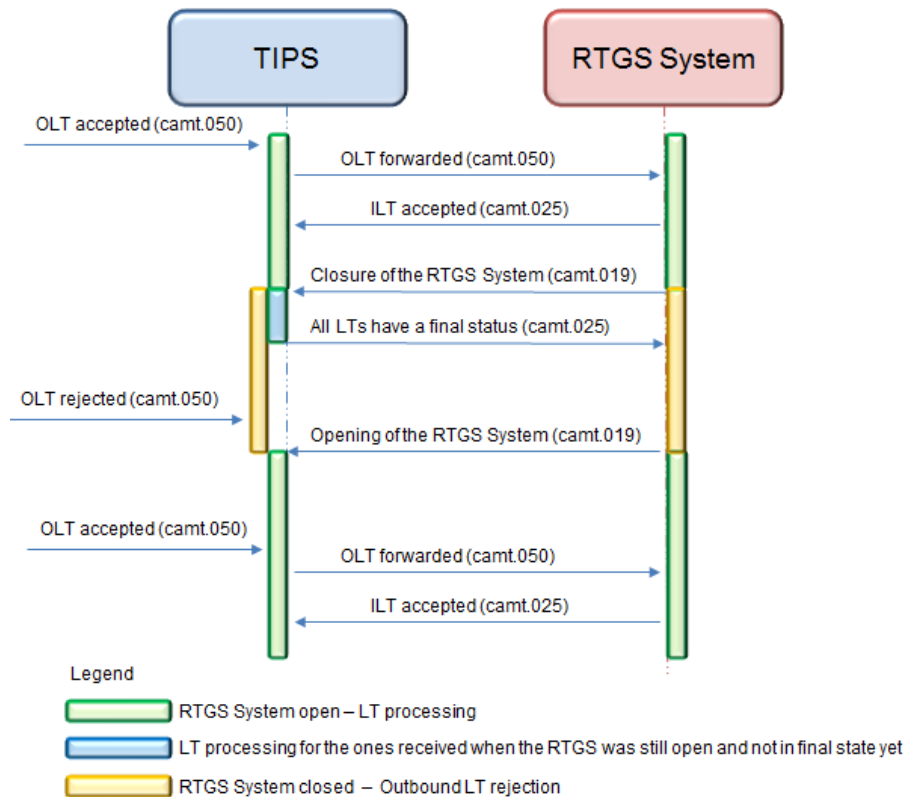 TIPS
RTGS System
OLT accepted (camt.050)
OLT forwarded (camt.050)
ILT accepted (camt.025)
Closure of the RTGS System (camt.019)
All LTs have a final status (camt.025)
OLT rejected (camt.050)
Opening of the RTGS System (camt.019)
OLT accepted (camt.050)
OLT forwarded (camt.050)
ILT accepted (camt.025)
Legend
RTGS System open – LT processing
LT processing for the ones received when the RTGS was still open and not in final state yet
RTGS System closed – Outbound LT rejection